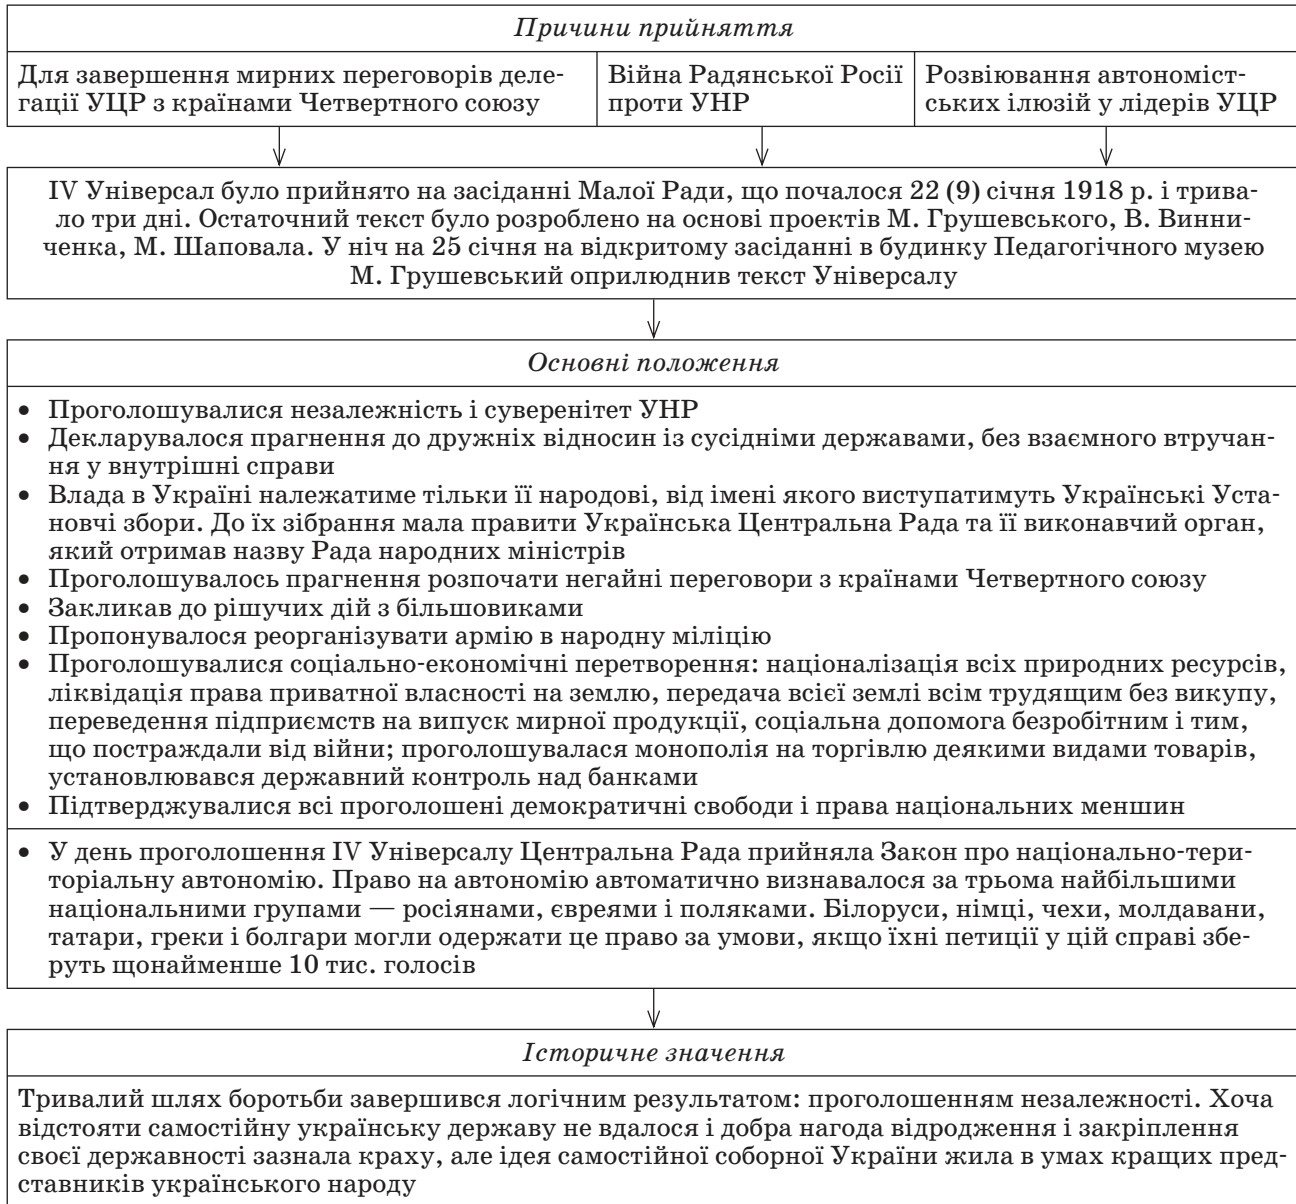 Причини прийняття
Для завершення мирних переговорів деле-
гації УЦР з країнами Четвертного союзу
Війна Радянської Росії
проти УНР
Розвіювання автономіст-
ських ілюзій у лідерів УЦР
IV Універсал було прийнято на засіданні Малої Ради, що почалося 22 (9) січня 1918 р. і трива-
ло три дні. Остаточний текст було розроблено на основі проектів М. Грушевського, В. Винни-
ченка, М. Шаповала. У ніч на 25 січня на відкритому засіданні в будинку Педагогічного музею
М. Грушевський оприлюднив текст Універсалу
Основні положення
• Проголошувалися незалежність і суверенітет УНР
• Декларувалося прагнення до дружніх відносин із сусідніми державами, без взаємного втручан-
ня у внутрішні справи
• Влада в Україні належатиме тільки її народові, від імені якого виступатимуть Українські Уста-
новчі збори. До їх зібрання мала правити Українська Центральна Рада та її виконавчий орган,
який отримав назву Рада народних міністрів
• Проголошувалось прагнення розпочати негайні переговори з країнами Четвертного союзу
• Закликав до рішучих дій з більшовиками
• Пропонувалося реорганізувати армію в народну міліцію
• Проголошувалися соціально-економічні перетворення: націоналізація всіх природних ресурсів,
ліквідація права приватної власності на землю, передача всієї землі всім трудящим без викупу,
переведення підприємств на випуск мирної продукції, соціальна допомога безробітним і тим,
що постраждали від війни; проголошувалася монополія на торгівлю деякими видами товарів,
установлювався державний контроль над банками
• Підтверджувалися всі проголошені демократичні свободи і права національних меншин
• У день проголошення IV Універсалу Центральна Рада прийняла Закон про національно-тери-
торіальну автономію. Право на автономію автоматично визнавалось за трьома найбільшими
національними групами — росіянами, євреями і поляками. Білоруси, німці, чехи, молдавани,
татари, греки і болгари могли одержати це право за умови, якщо їхні петиції у цій справі збе-
руть щонайменше 10 тис. голосів
Історичне значення
Тривалий шлях боротьби завершився логічним результатом: проголошенням незалежності. Хоча
відстояти самостійну українську державу не вдалося і добра нагода відродження і закріплення
своєї державності зазнала краху, але ідея самостійної соборної України жила в умах кращих пред-
ставників українського народу